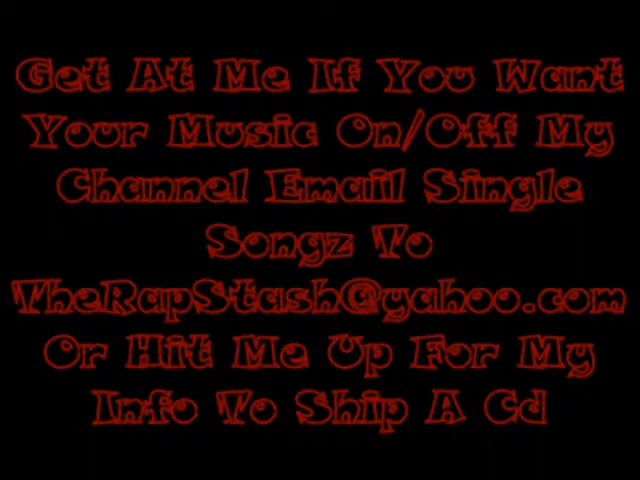 Get At Me If You Want
Your Music On/Off My
Channel Email Single
Songz To
TheRapStash@yahoo.com
Or Hit Me Up For My
Info To Ship A Cd